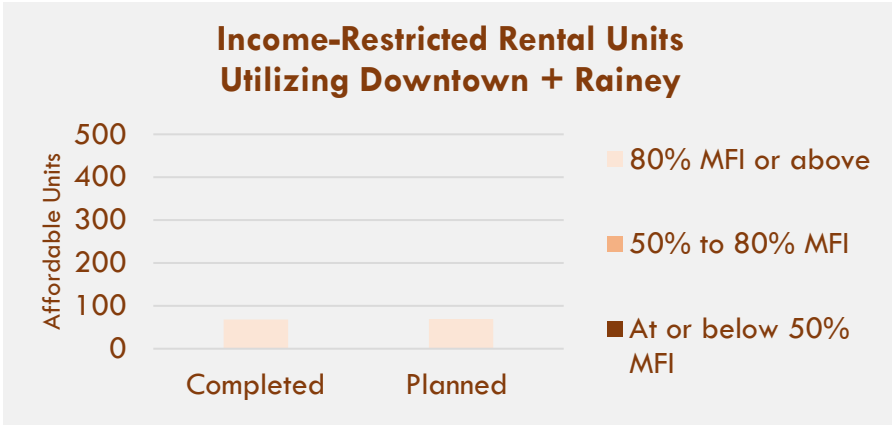 Income-Restricted Rental Units
Utilizing Downtown + Rainey
Affordable Units
500
400
300
200
100
0
Completed
Planned
80% MFI or above
50% to 80% MFI
At or below 50%
MFI